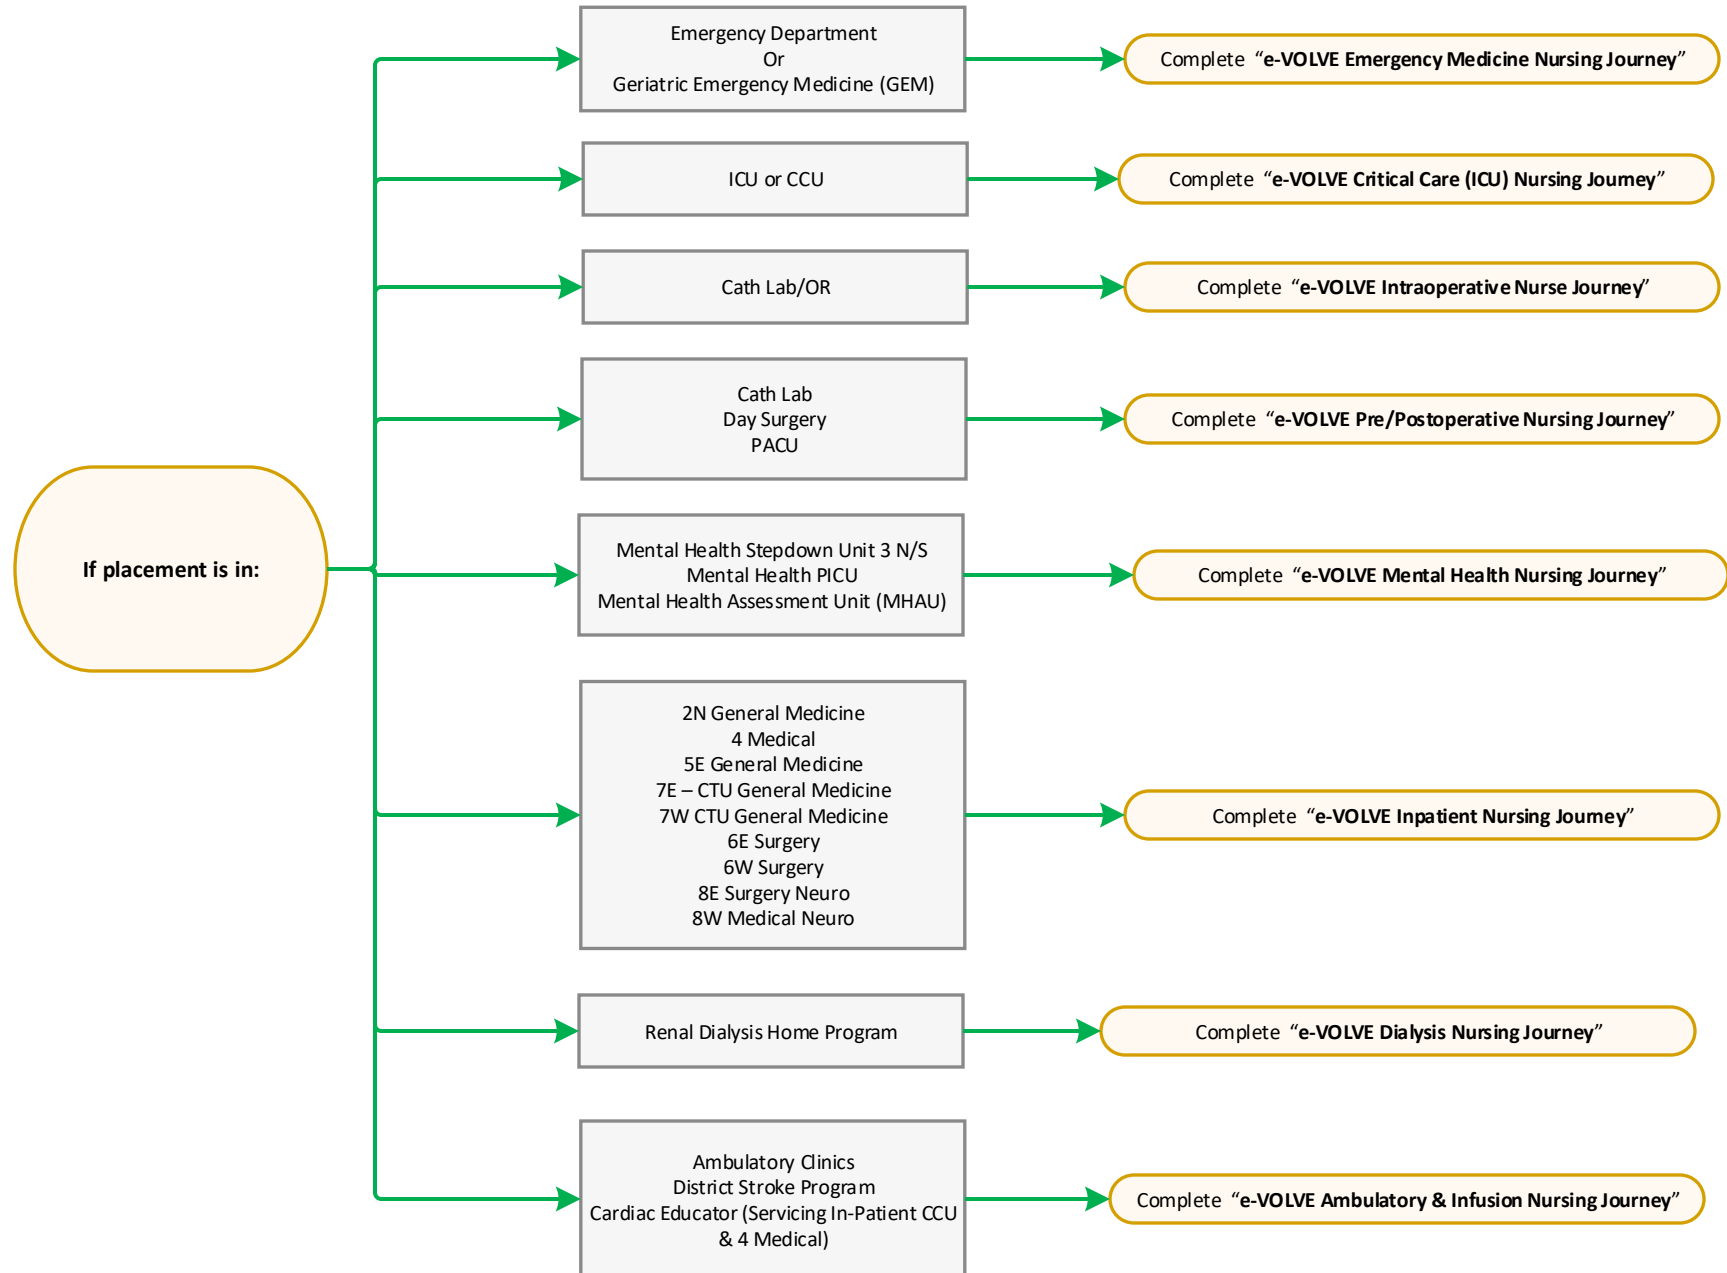 If placement is in:
Emergency Department
Or
Geriatric Emergency Medicine (GEM)
Complete “e-VOLVE Emergency Medicine Nursing Journey”
ICU or CCU
Complete “e-VOLVE Critical Care (ICU) Nursing Journey”
Cath Lab/OR
Complete “e-VOLVE Intraoperative Nurse Journey”
Cath Lab
Day Surgery
PACU
Complete “e-VOLVE Pre/Postoperative Nursing Journey”
Mental Health Stepdown Unit 3 N/S
Mental Health PICU
Mental Health Assessment Unit (MHAU)
Complete “e-VOLVE Mental Health Nursing Journey”
2N General Medicine
4 Medical
5E General Medicine
7E – CTU General Medicine
7W CTU General Medicine
6E Surgery
6W Surgery
8E Surgery Neuro
8W Medical Neuro
Complete “e-VOLVE Inpatient Nursing Journey”
Renal Dialysis Home Program
Complete “e-VOLVE Dialysis Nursing Journey”
Ambulatory Clinics
District Stroke Program
Cardiac Educator (Servicing In-Patient CCU
& 4 Medical)
Complete “e-VOLVE Ambulatory & Infusion Nursing Journey”